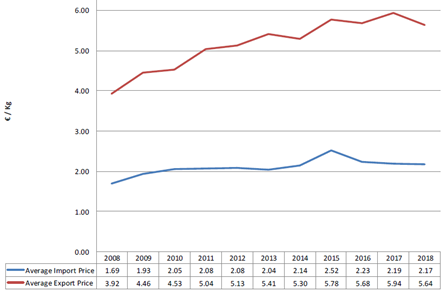 6.00
5.00
4.00
€ / Kg
3.00
2.00
1.00
0.00
2008 2009 2010 2011 2012 2013 2014 2015 2016 2017 2018
Average Import Price 1.69 1.93 2.05 2.08 2.08 2.04 2.14 2.52 2.23 2.19 2.17
Average Export Price 3.92 4.46 4.53 5.04 5.13 5.41 5.30 5.78 5.68 5.94 5.64